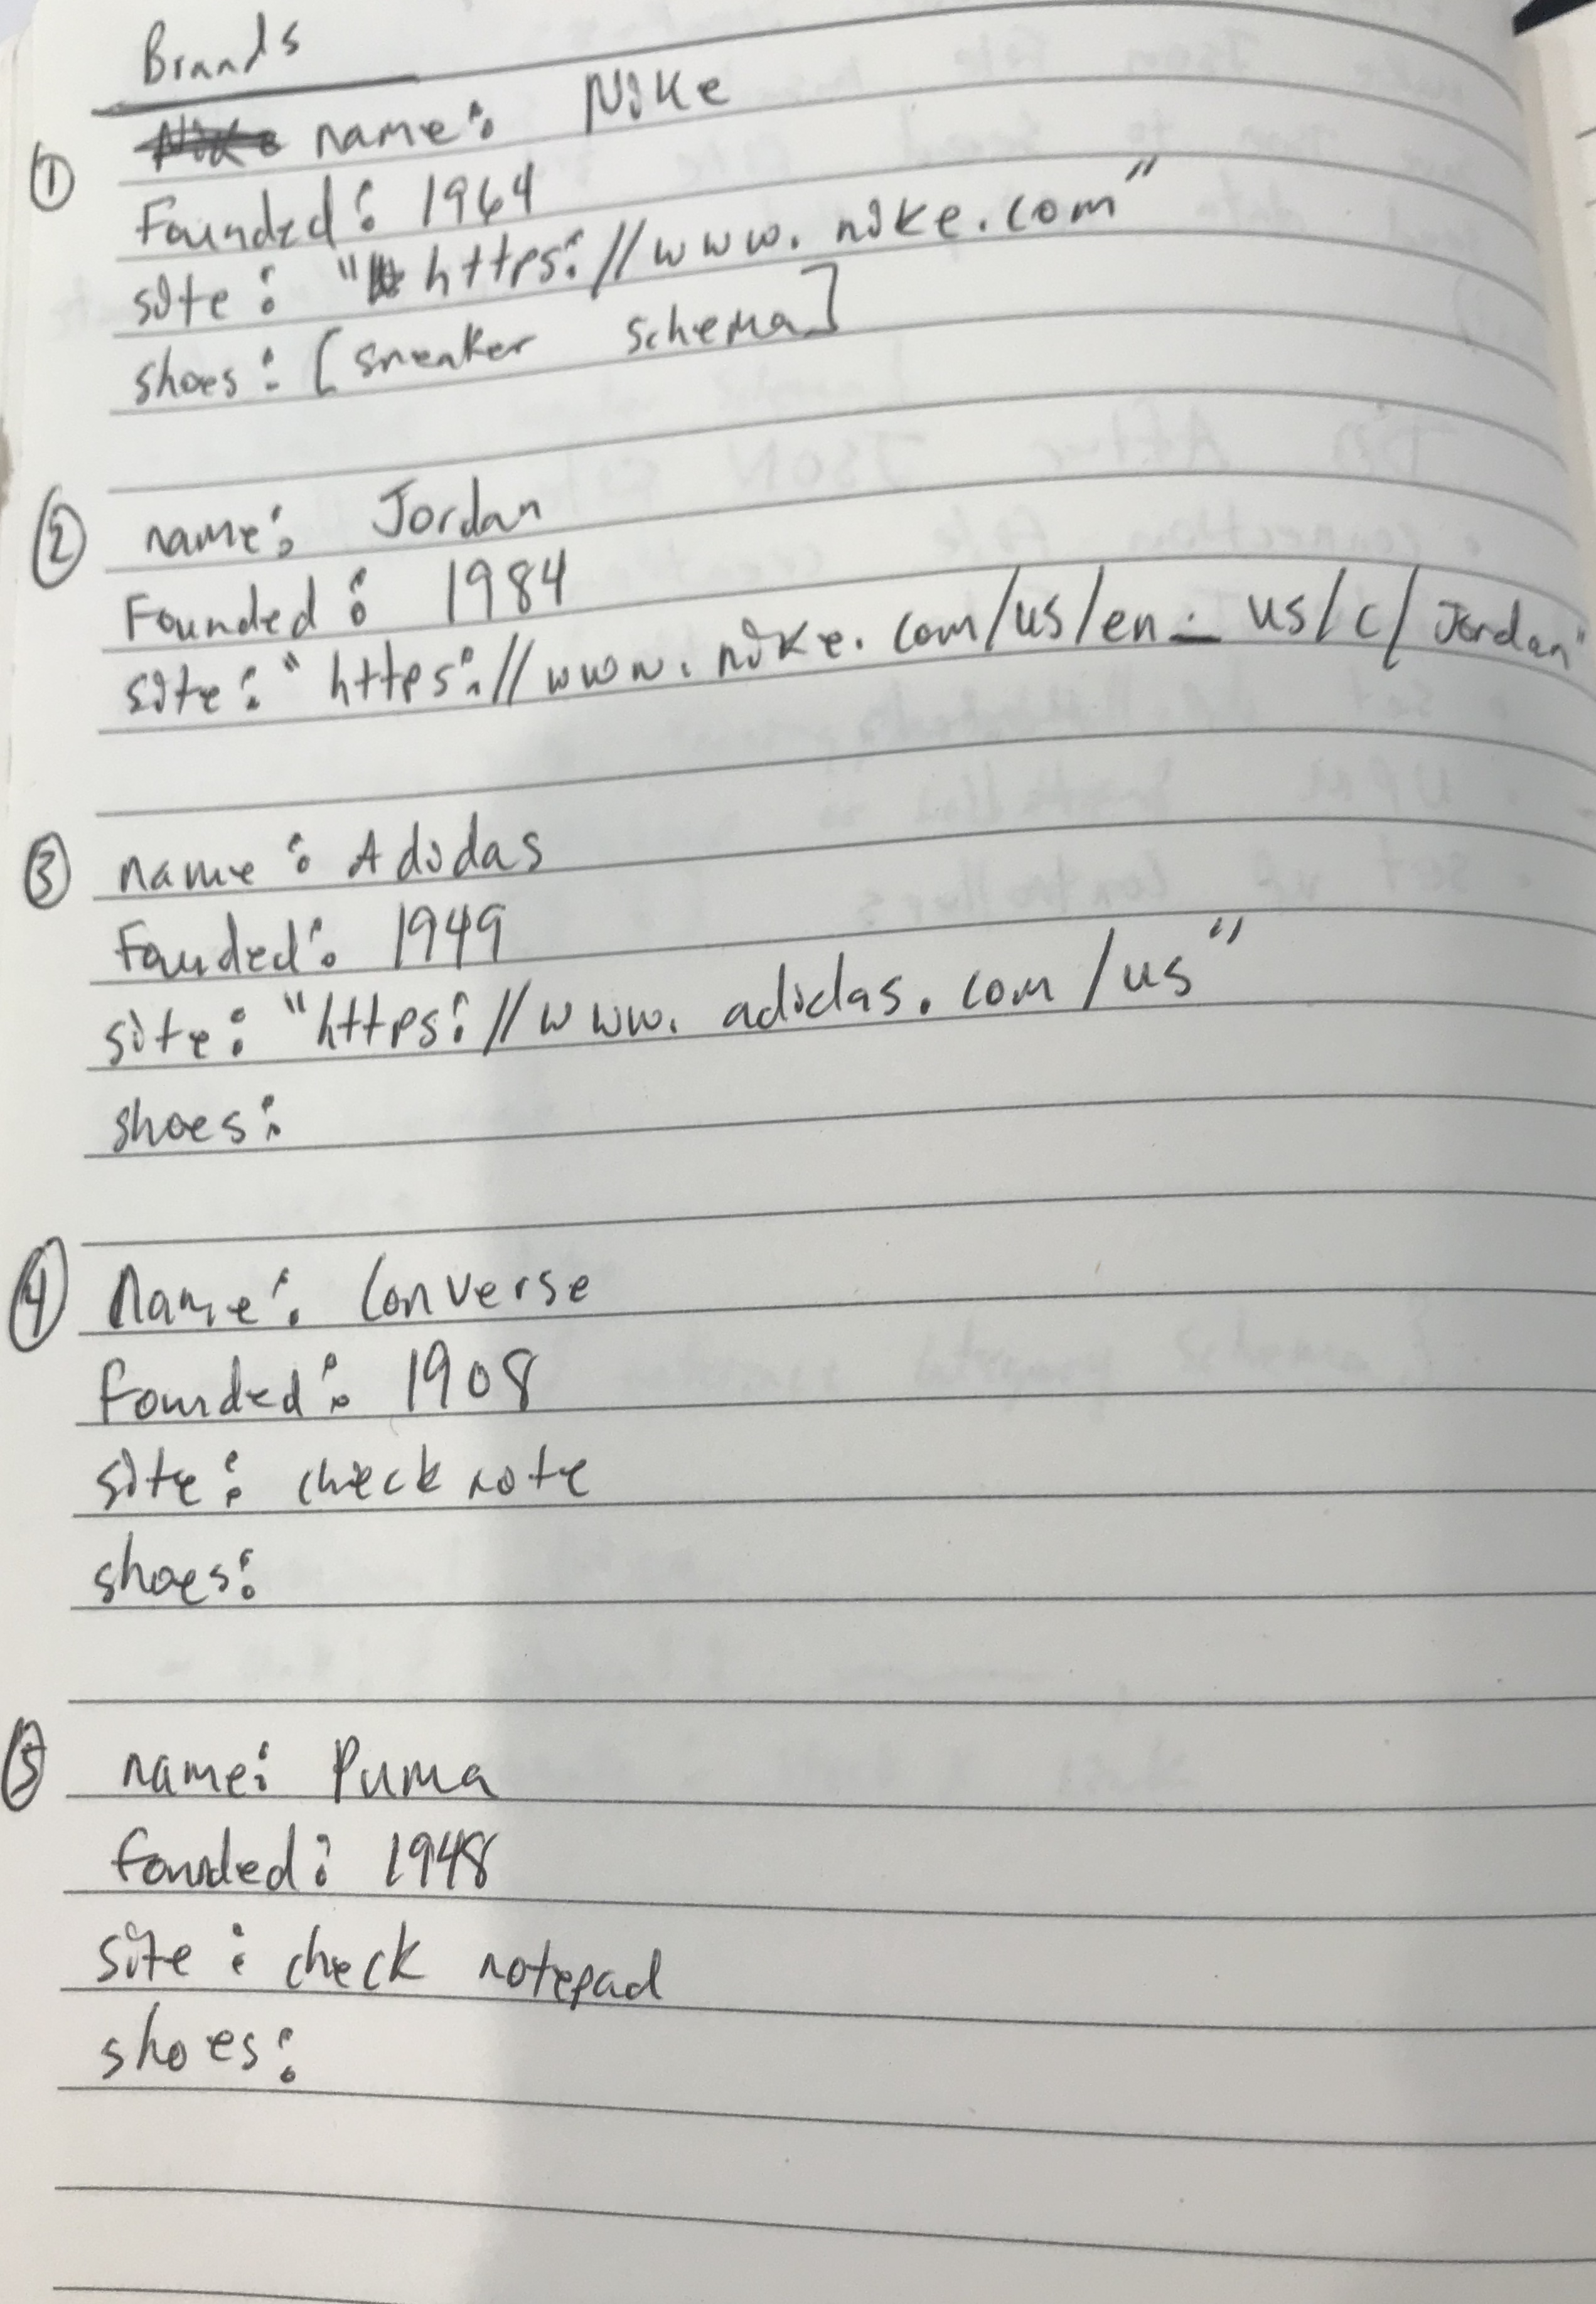 Brands
① name: Nike
Founded: 1964
site: "https://www.nike.com"
shoes: [sneaker schema]
② name: Jordan
Founded: 1984
site: "https://www.nike.com/us/en_us/c/Jordan"
③ name: Adidas
Founded: 1949
site: "https://www.adidas.com/us"
shoes:
④ Name: Converse
founded: 1908
site: check note
shoes:
⑤ name: Puma
founded: 1948
site: check notepad
shoes: